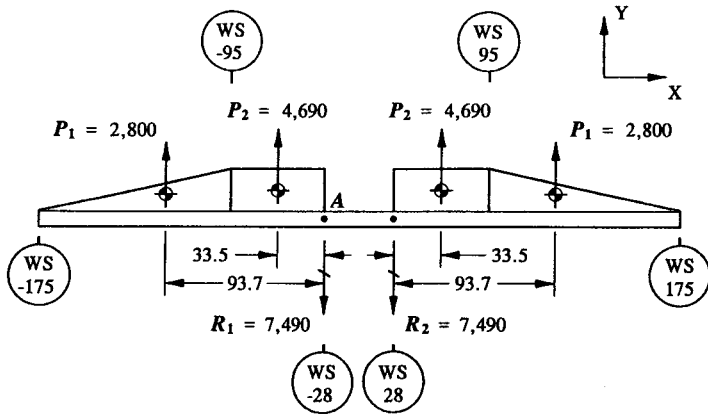 WS
-95
WS
95
Y
X
P₁ = 2,800
P₂ = 4,690
P₂ = 4,690
P₁ = 2,800
A
33.5
33.5
93.7
93.7
WS
-175
WS
175
R₁ = 7,490
R₂ = 7,490
WS
-28
WS
28